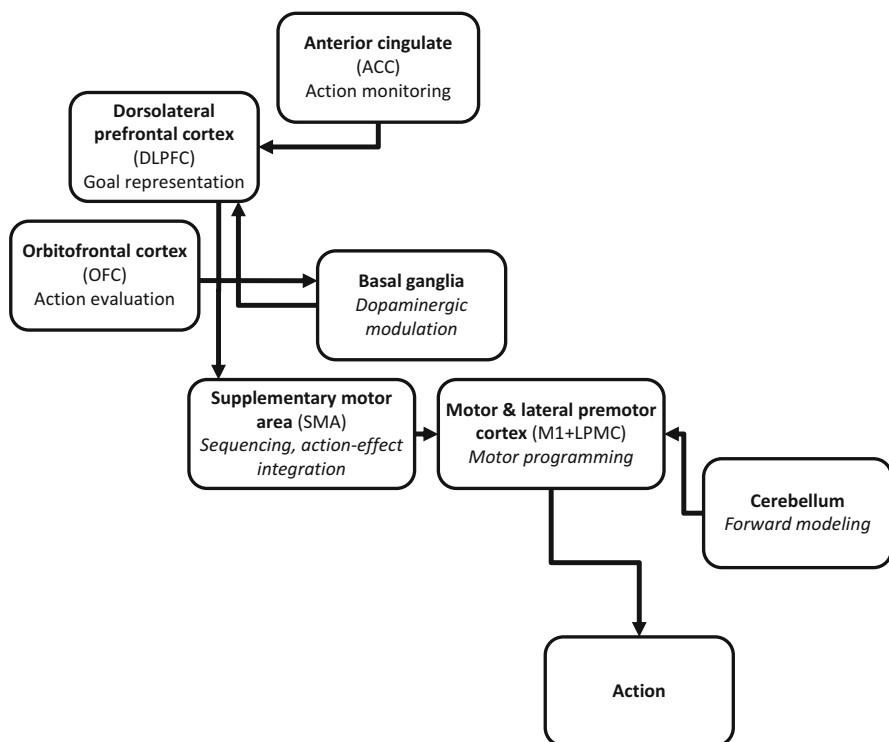 Anterior cingulate
(ACC)
Action monitoring
Dorsolateral
prefrontal cortex
(DLPFC)
Goal representation
Orbitofrontal cortex
(OFC)
Action evaluation
Basal ganglia
Dopaminergic
modulation
Supplementary motor
area (SMA)
Sequencing, action-effect
integration
Motor & lateral premotor
cortex (M1+LPMC)
Motor programming
Cerebellum
Forward modeling
Action